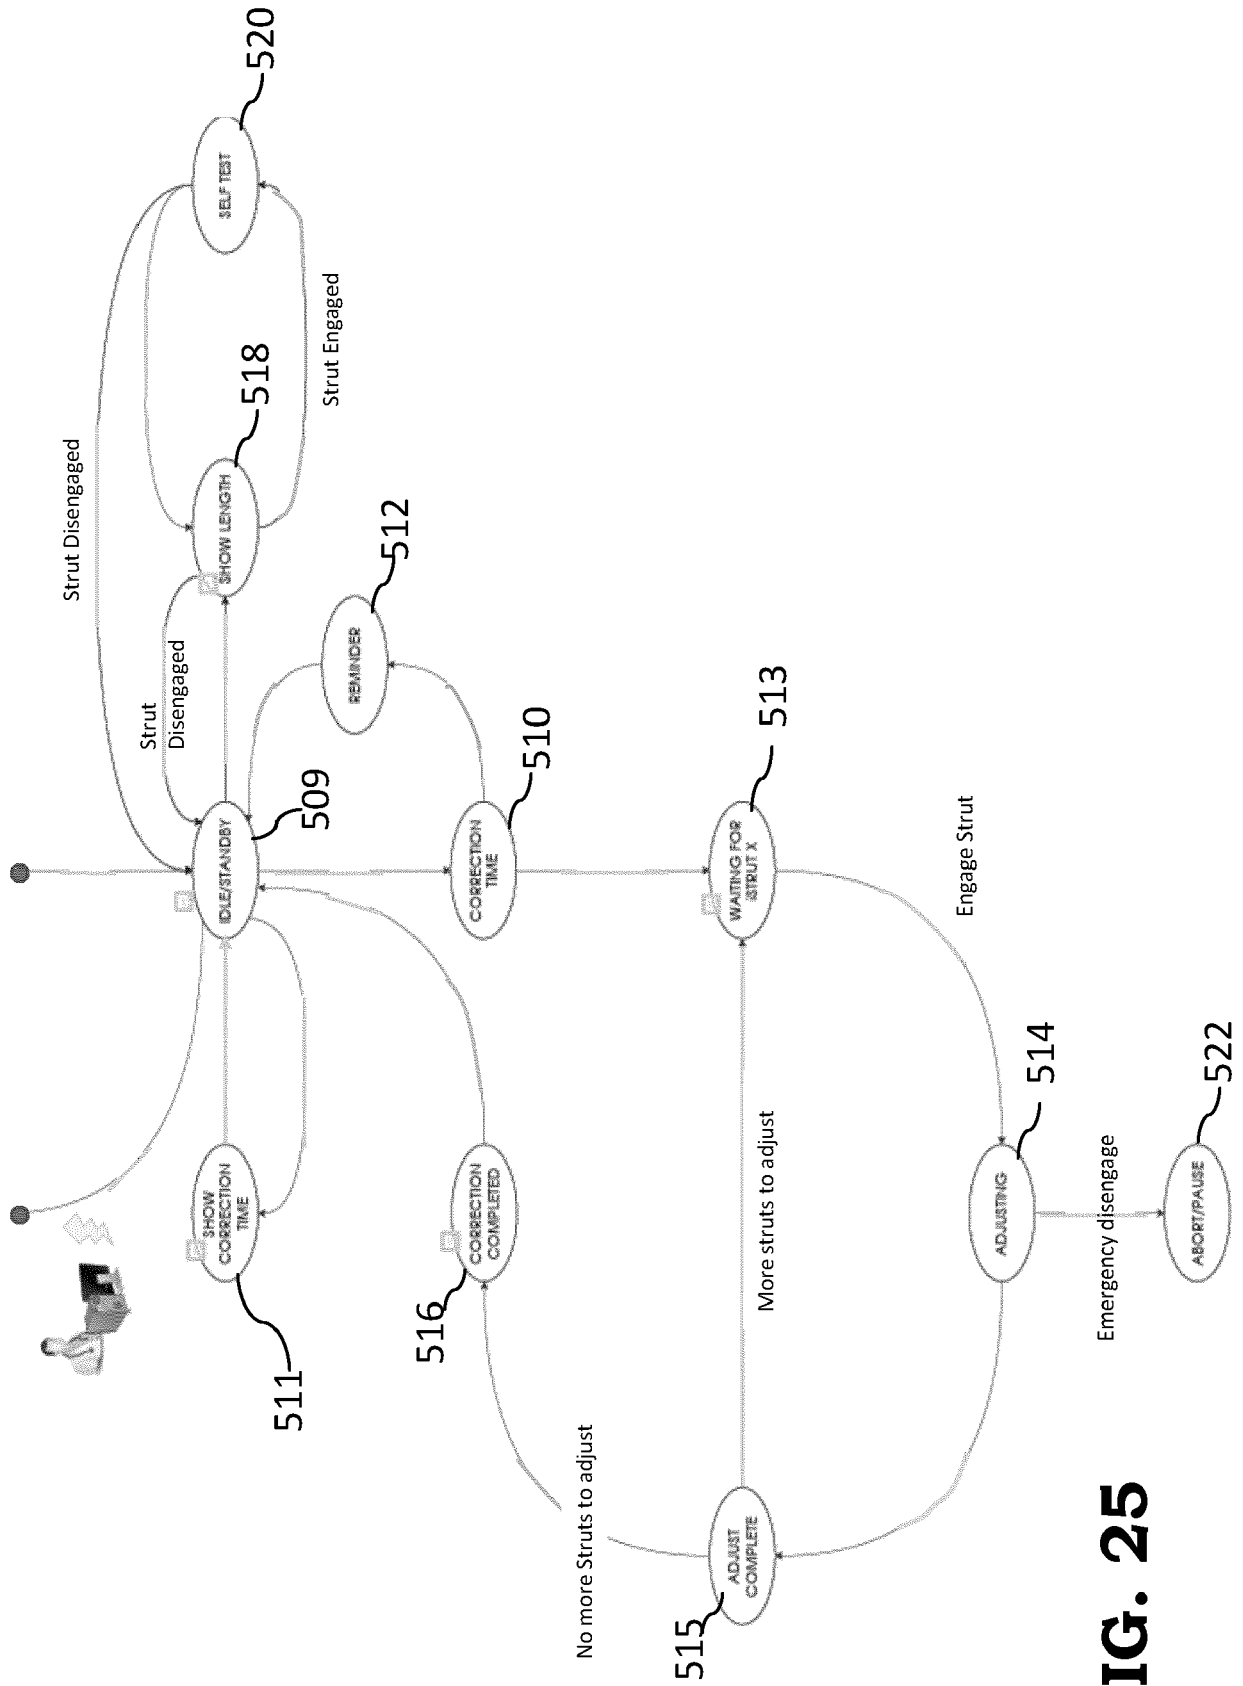 SELF TEST
520
Strut Disengaged
SHOW LENGTH
518
Strut Engaged
Strut
Disengaged
REMINDER
512
IDLE/STANDBY
509
CORRECTION
TIME
510
WAITING FOR
STRUT X
513
Engage Strut
SHOW
CORRECTION
TIME
511
CORRECTION
COMPLETED
516
More struts to adjust
ADJUSTING
514
Emergency disengage
ABORT/PAUSE
522
No more Struts to adjust
ADJUST
COMPLETE
515
IG. 25